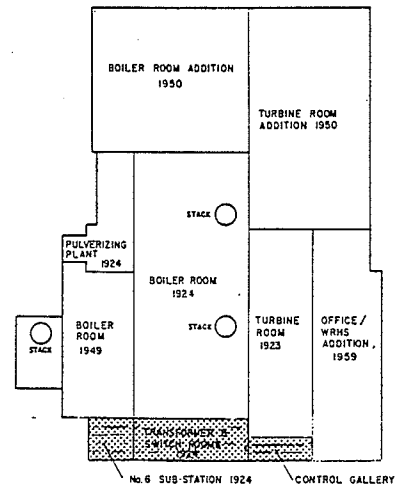 BOILER ROOM ADDITION
1950
TURBINE ROOM
ADDITION 1950
STACK
PULVERIZING
PLANT
1924
BOILER ROOM
1924
STACK
BOILER
ROOM
1949
STACK
TURBINE
ROOM
1923
OFFICE/
WRHS
ADDITION,
1959
TRANSFORMER &
SWITCH ROOMS
No.6 SUB-STATION 1924
CONTROL GALLERY